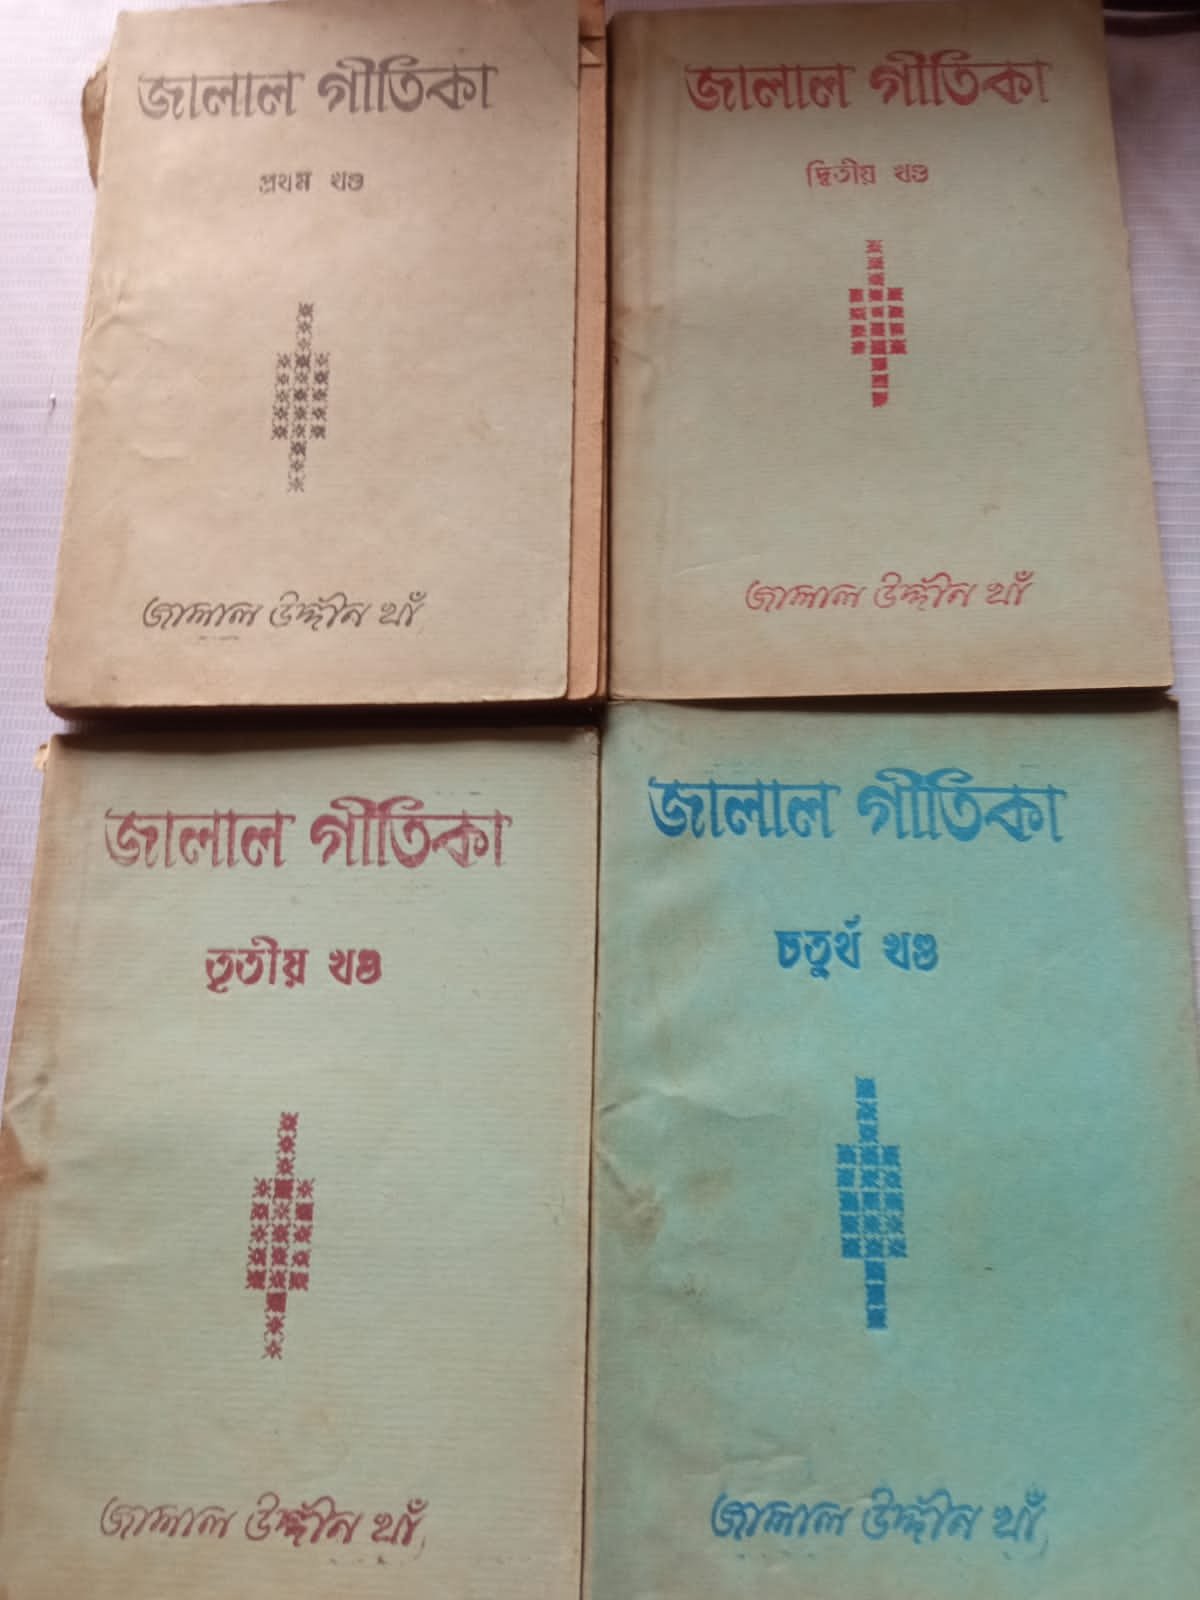 জালাল গীতিকা
প্রথম খণ্ড
জালাল উদ্দীন খাঁ
জালাল গীতিকা
দ্বিতীয় খণ্ড
জালাল উদ্দীন খাঁ
জালাল গীতিকা
তৃতীয় খণ্ড
জালাল উদ্দীন খাঁ
জালাল গীতিকা
চতুর্থ খণ্ড
জালাল উদ্দীন খাঁ